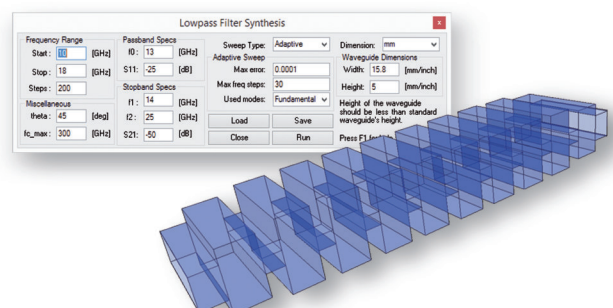 Lowpass Filter Synthesis
x
Frequency Range
Start: 10 [GHz]
Stop: 18 [GHz]
Steps: 200
Miscellaneous
theta: 45 [deg]
fc_max: 300 [GHz]
Passband Specs
f0: 13 [GHz]
S11: -25 [dB]
Stopband Specs
f1: 14 [GHz]
f2: 25 [GHz]
S21: -50 [dB]
Sweep Type: Adaptive
Adaptive Sweep
Max error: 0.0001
Max freq steps: 30
Used modes: Fundamental
Load Save
Close Run
Dimension: mm
Waveguide Dimensions
Width: 15.8 [mm/inch]
Height: 5 [mm/inch]
Height of the waveguide
should be less than standard
waveguide's height.
Press F1 for